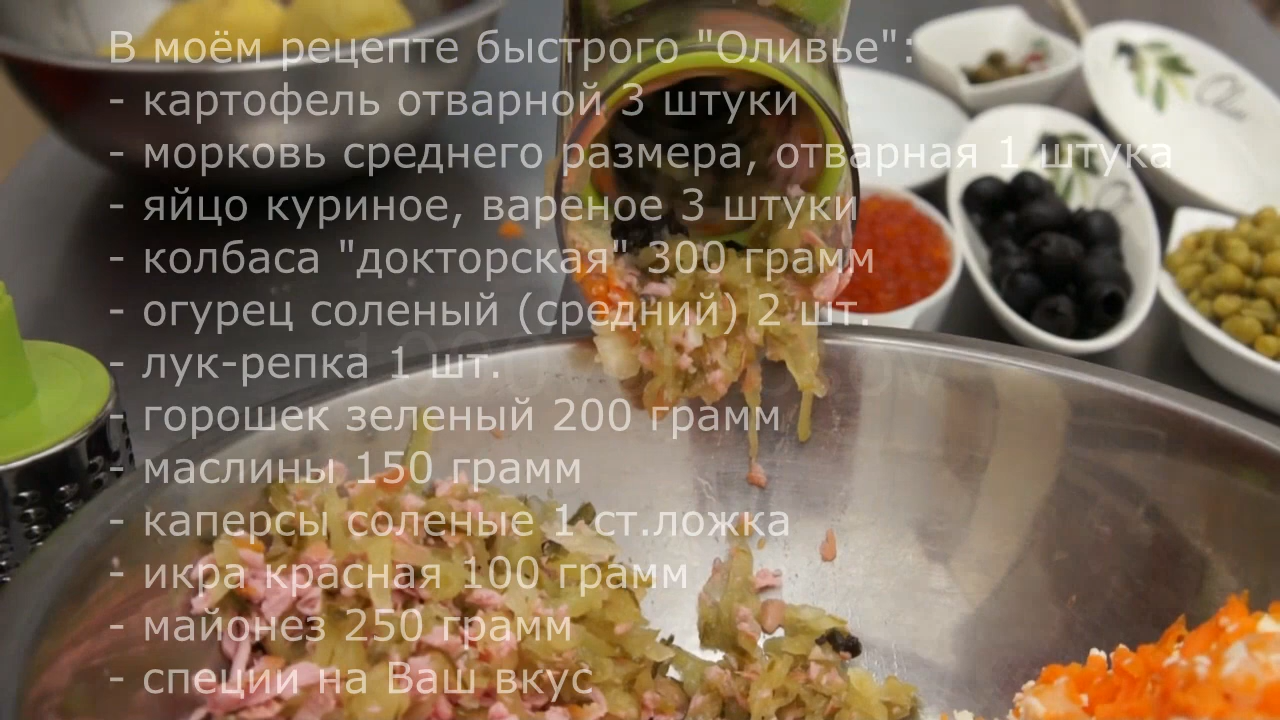 В моём рецепте быстрого "Оливье":
- картофель отварной 3 штуки
- морковь среднего размера, отварная 1 штука
- яйцо куриное, вареное 3 штуки
- колбаса "докторская" 300 грамм
- огурец соленый (средний) 2 шт.
- лук-репка 1 шт.
- горошек зеленый 200 грамм
- маслины 150 грамм
- каперсы соленые 1 ст.ложка
- икра красная 100 грамм
- майонез 250 грамм
- специи на Ваш вкус